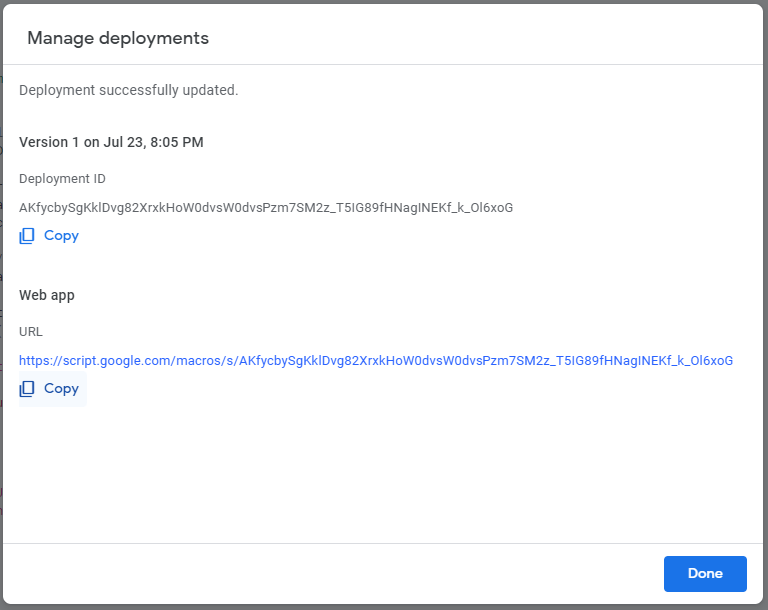 Manage deployments
Deployment successfully updated.
Version 1 on Jul 23, 8:05 PM
Deployment ID
AKfycbySgKklDvg82XrxkHoW0dvsW0dvsPzm7SM2z_T5IG89fHNagINEKf_k_Ol6xoG
Copy
Web app
URL
https://script.google.com/macros/s/AKfycbySgKklDvg82XrxkHoW0dvsW0dvsPzm7SM2z_T5IG89fHNagINEKf_k_Ol6xoG
Copy
Done